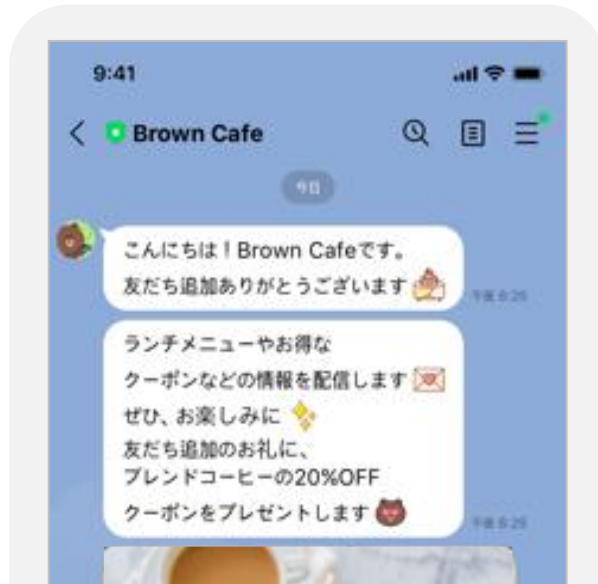 9:41
Brown Cafe
今日
こんにちは！Brown Cafeです。
友だち追加ありがとうございます
ランチメニューやお得な
クーポンなどの情報を配信します
ぜひ、お楽しみに
友だち追加のお礼に、
ブレンドコーヒーの20%OFF
クーポンをプレゼントします